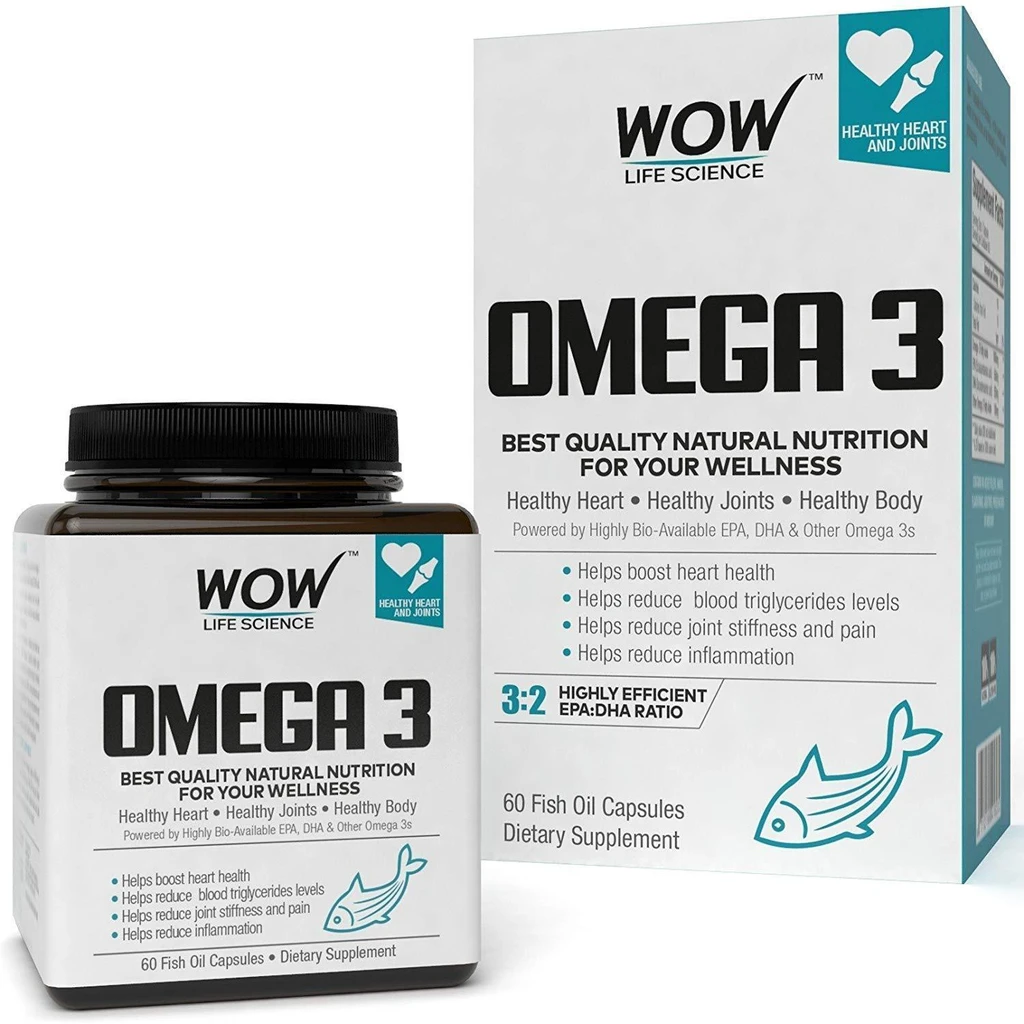 WOW
™
LIFE SCIENCE
HEALTHY HEART
AND JOINTS
OMEGA 3
BEST QUALITY NATURAL NUTRITION
FOR YOUR WELLNESS
Healthy Heart • Healthy Joints • Healthy Body
Powered by Highly Bio-Available EPA, DHA & Other Omega 3s
• Helps boost heart health
• Helps reduce blood triglycerides levels
• Helps reduce joint stiffness and pain
• Helps reduce inflammation
3:2 HIGHLY EFFICIENT
EPA:DHA RATIO
60 Fish Oil Capsules
Dietary Supplement
Supplement Facts
WOW
™
LIFE SCIENCE
HEALTHY HEART
AND JOINTS
OMEGA 3
BEST QUALITY NATURAL NUTRITION
FOR YOUR WELLNESS
Healthy Heart • Healthy Joints • Healthy Body
Powered by Highly Bio-Available EPA, DHA & Other Omega 3s
• Helps boost heart health
• Helps reduce blood triglycerides levels
• Helps reduce joint stiffness and pain
• Helps reduce inflammation
60 Fish Oil Capsules • Dietary Supplement